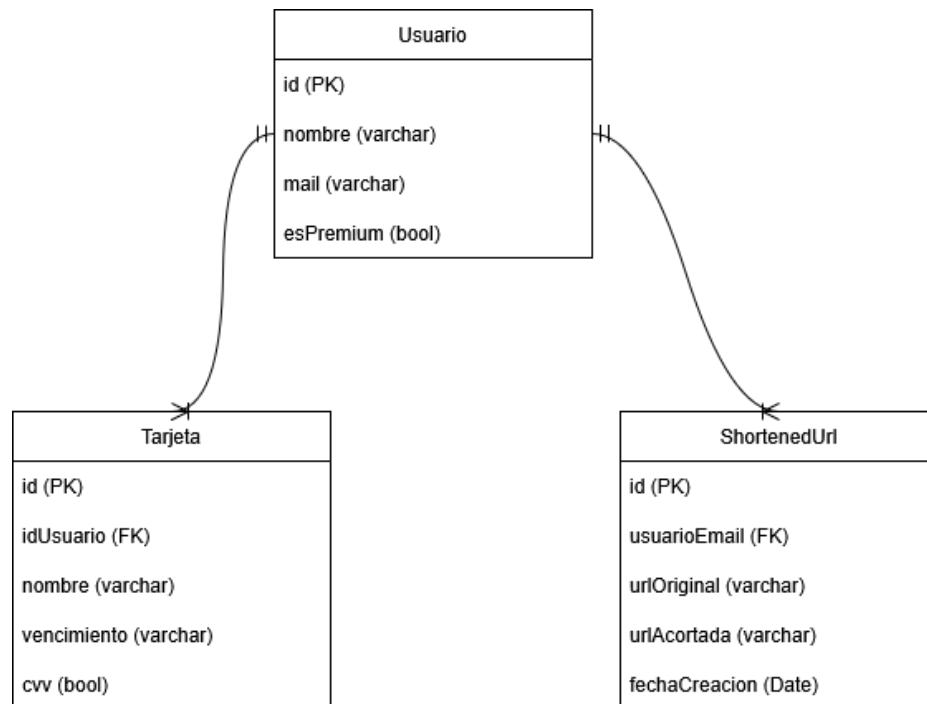 Usuario
id (PK)
nombre (varchar)
mail (varchar)
esPremium (bool)
Tarjeta
id (PK)
idUsuario (FK)
nombre (varchar)
vencimiento (varchar)
cvv (bool)
ShortenedUrl
id (PK)
usuarioEmail (FK)
urlOriginal (varchar)
urlAcortada (varchar)
fechaCreacion (Date)